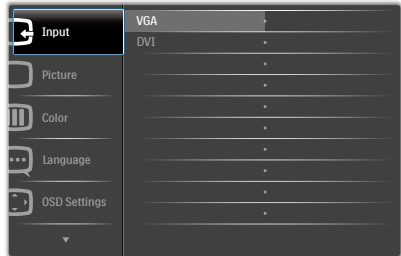 Input
Picture
Color
Language
OSD Settings
VGA
DVI